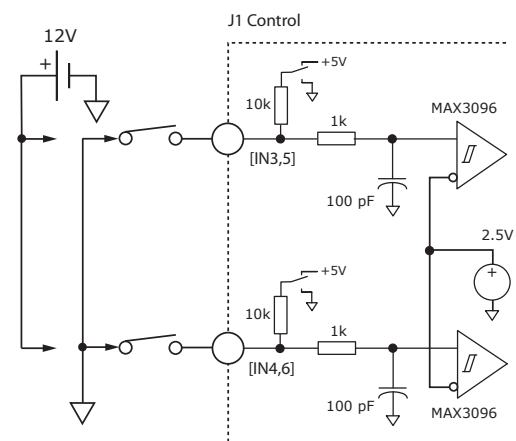 J1 Control
12V
+
+5V
10k
1k
MAX3096
[IN3,5]
100 pF
2.5V
+
+5V
10k
1k
[IN4,6]
100 pF
MAX3096